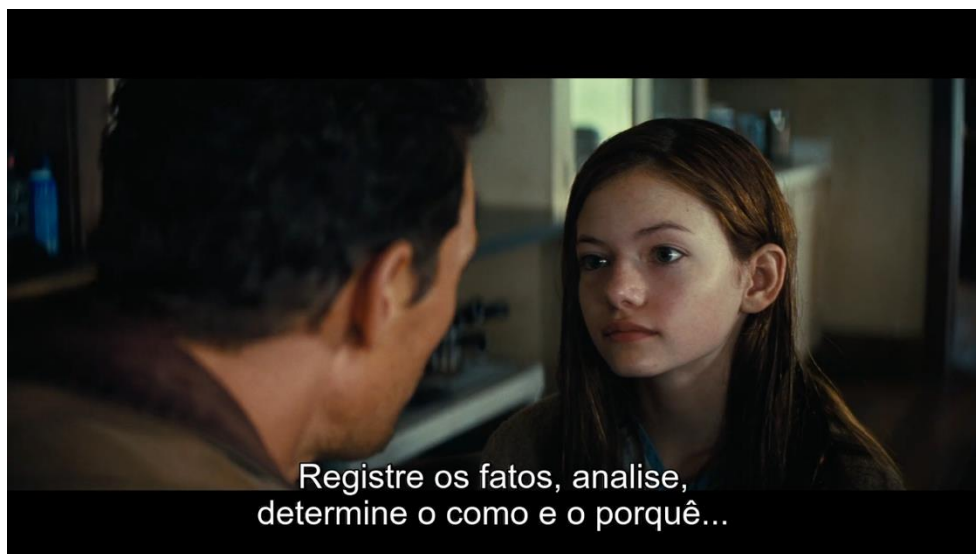 Registre os fatos, analise,
determine o como e o porquê...